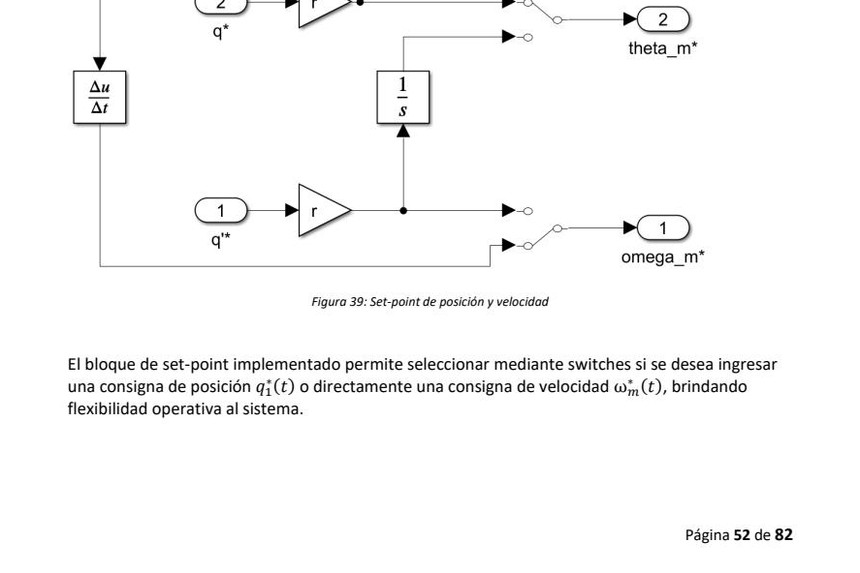 2
r
q*
2
theta_m*
Δu
Δt
1
s
1
r
q'*
1
omega_m*
Figura 39: Set-point de posición y velocidad
El bloque de set-point implementado permite seleccionar mediante switches si se desea ingresar
una consigna de posición q₁*(t) o directamente una consigna de velocidad ωₘ*(t), brindando
flexibilidad operativa al sistema.
Página 52 de 82